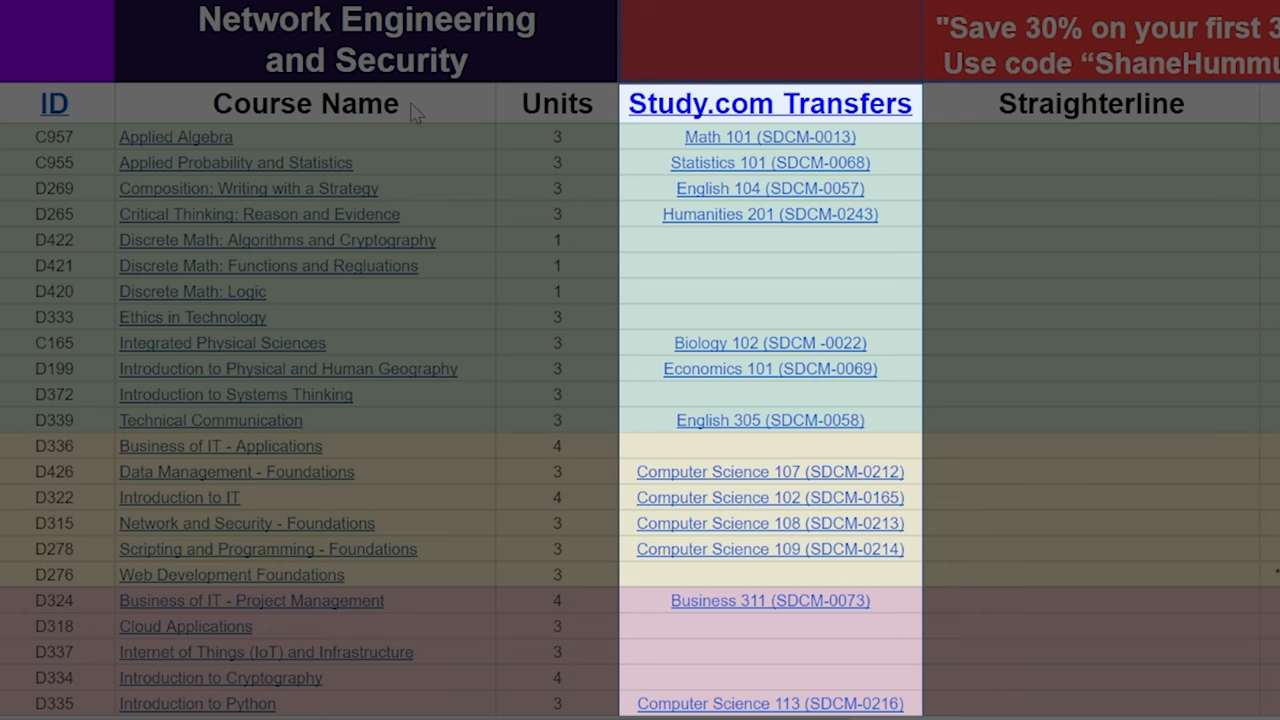 Network Engineering
and Security
"Save 30% on your first 3
Use code “ShaneHummu
ID Course Name Units Study.com Transfers Straighterline
C957 Applied Algebra 3 Math 101 (SDCM-0013)
C955 Applied Probability and Statistics 3 Statistics 101 (SDCM-0068)
D269 Composition: Writing with a Strategy 3 English 104 (SDCM-0057)
D265 Critical Thinking: Reason and Evidence 3 Humanities 201 (SDCM-0243)
D422 Discrete Math: Algorithms and Cryptography 1
D421 Discrete Math: Functions and Regluations 1
D420 Discrete Math: Logic 1
D333 Ethics in Technology 3
C165 Integrated Physical Sciences 3 Biology 102 (SDCM -0022)
D199 Introduction to Physical and Human Geography 3 Economics 101 (SDCM-0069)
D372 Introduction to Systems Thinking 3
D339 Technical Communication 3 English 305 (SDCM-0058)
D336 Business of IT - Applications 4
D426 Data Management - Foundations 3 Computer Science 107 (SDCM-0212)
D322 Introduction to IT 4 Computer Science 102 (SDCM-0165)
D315 Network and Security - Foundations 3 Computer Science 108 (SDCM-0213)
D278 Scripting and Programming - Foundations 3 Computer Science 109 (SDCM-0214)
D276 Web Development Foundations 3
D324 Business of IT - Project Management 4 Business 311 (SDCM-0073)
D318 Cloud Applications 3
D337 Internet of Things (IoT) and Infrastructure 3
D334 Introduction to Cryptography 4
D335 Introduction to Python 3 Computer Science 113 (SDCM-0216)